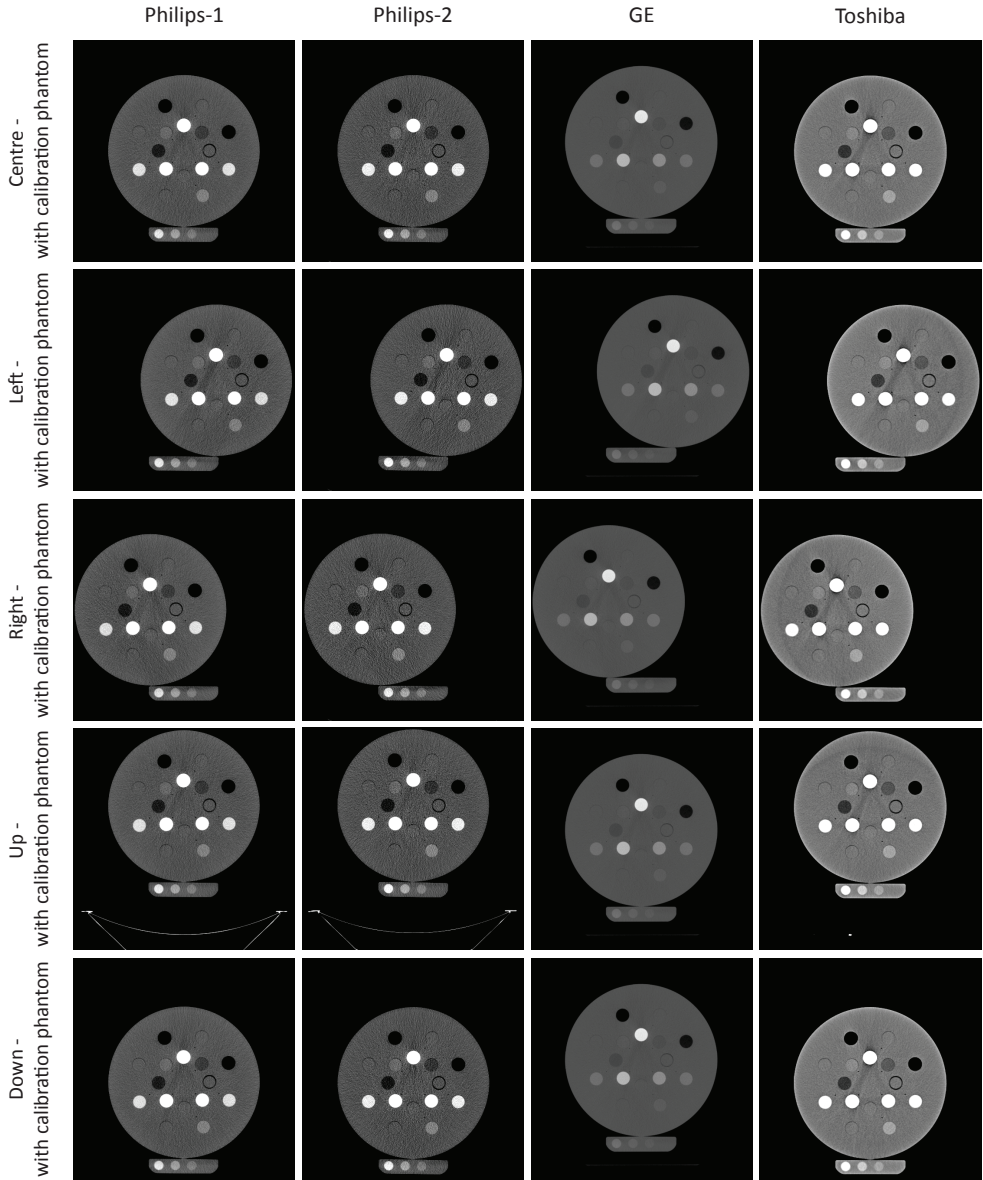 Philips-1 Philips-2 GE Toshiba
Centre -
with calibration phantom
Left -
with calibration phantom
Right -
with calibration phantom
Up -
with calibration phantom
Down -
with calibration phantom